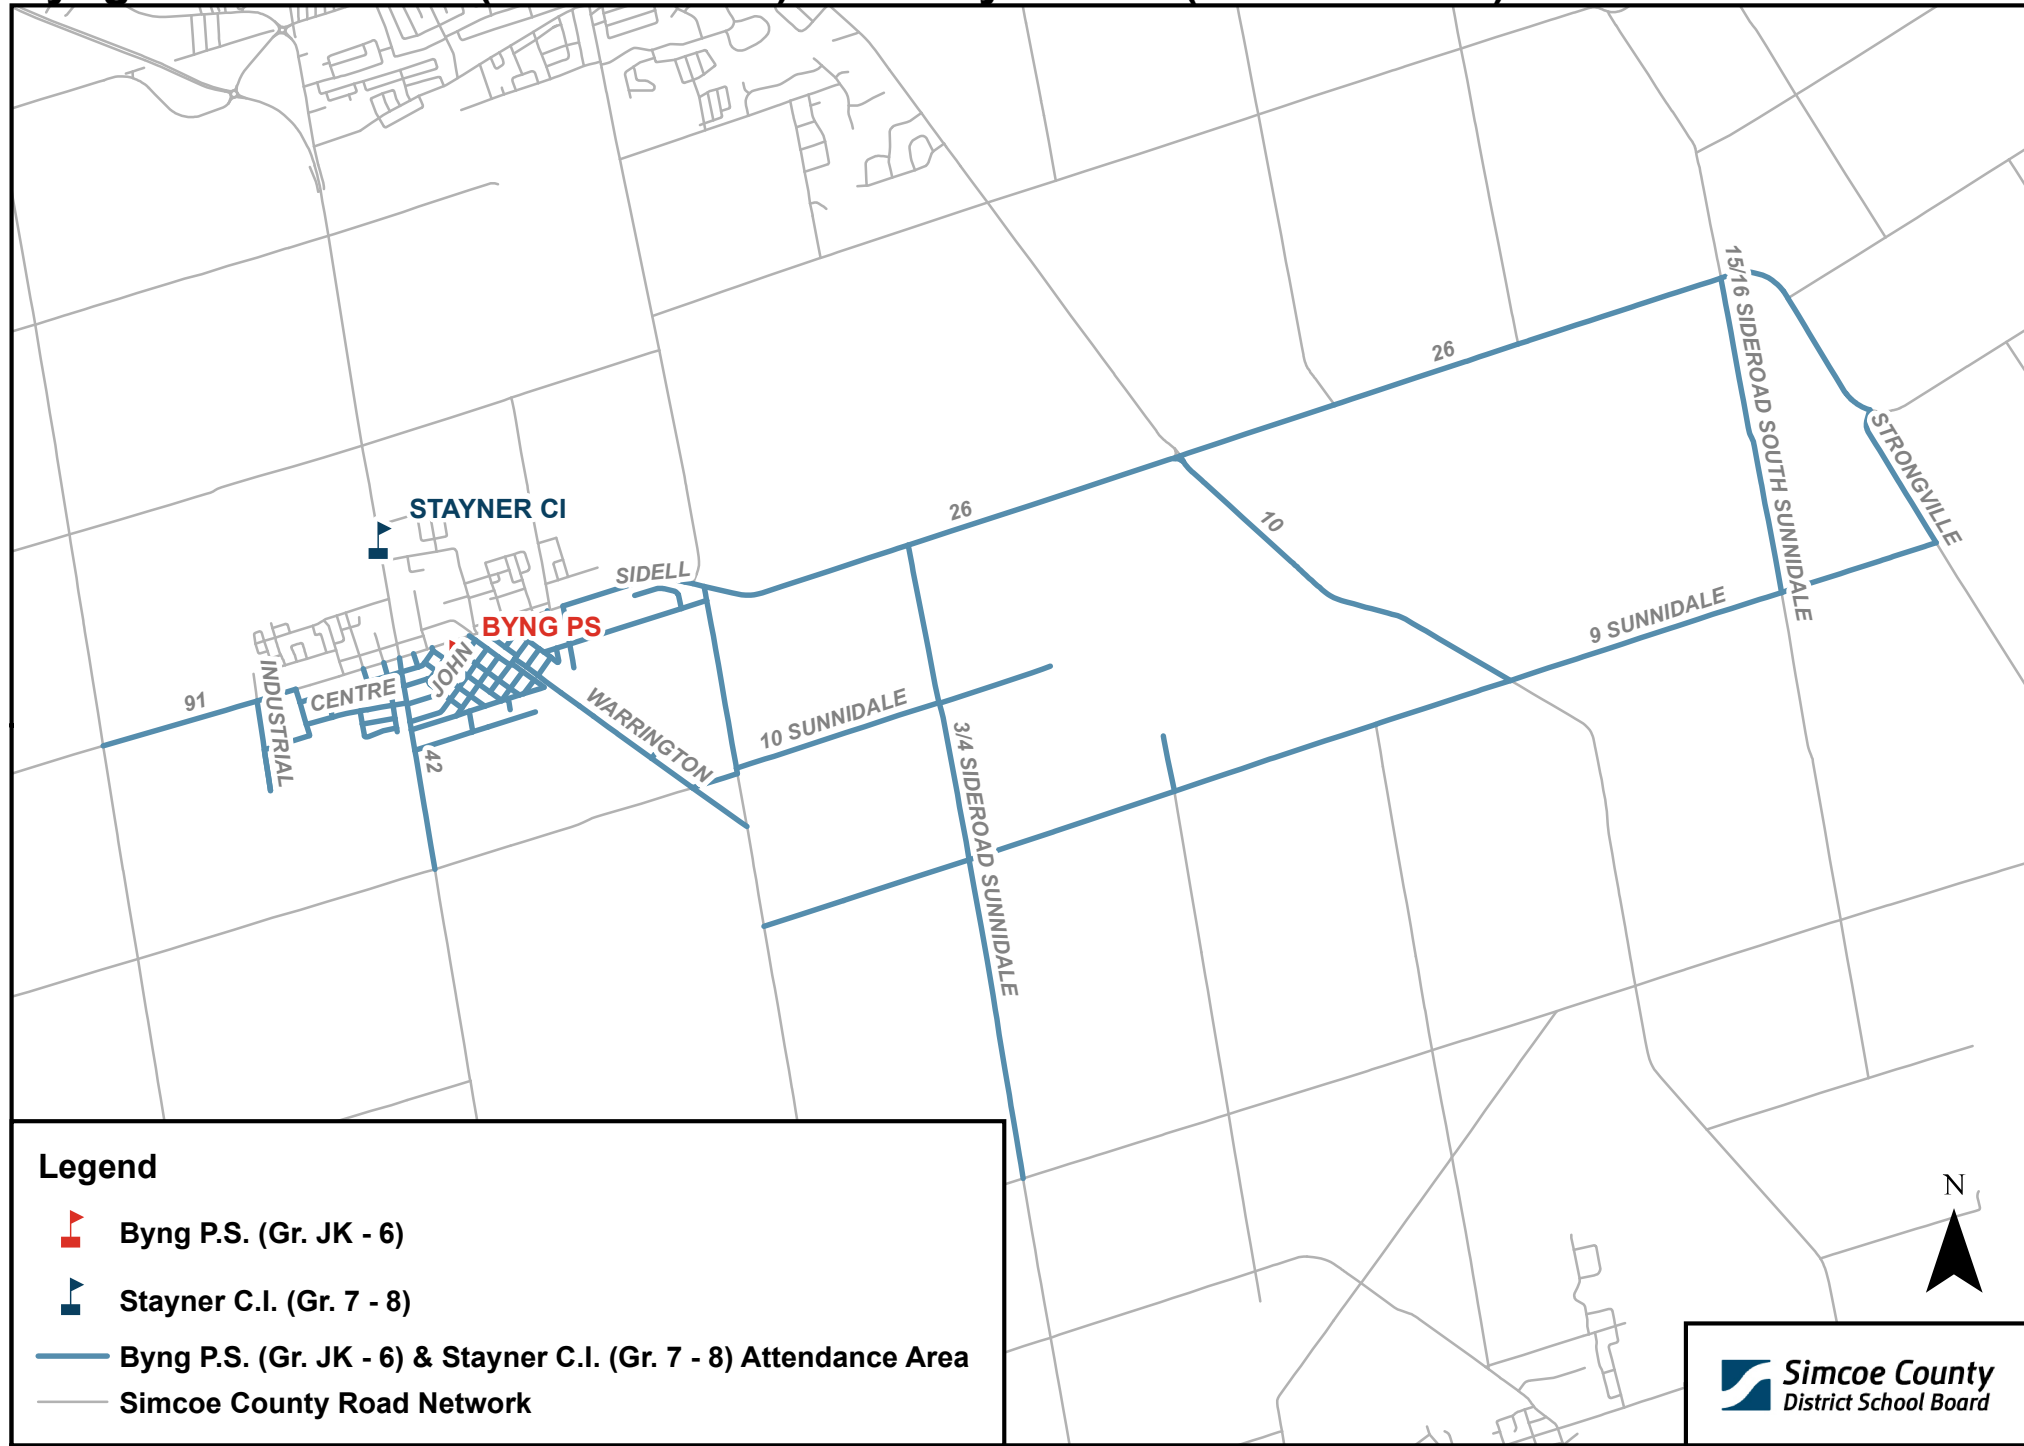 STAYNER CI
BYNG PS
SIDELL
26
26
10
15/16 SIDEROAD SOUTH SUNNIDALE
STRONGVILLE
9 SUNNIDALE
10 SUNNIDALE
3/4 SIDEROAD SUNNIDALE
WARRINGTON
JOHN
CENTRE
INDUSTRIAL
91
42
Legend
Byng P.S. (Gr. JK - 6)
Stayner C.I. (Gr. 7 - 8)
Byng P.S. (Gr. JK - 6) & Stayner C.I. (Gr. 7 - 8) Attendance Area
Simcoe County Road Network
N
Simcoe County
District School Board